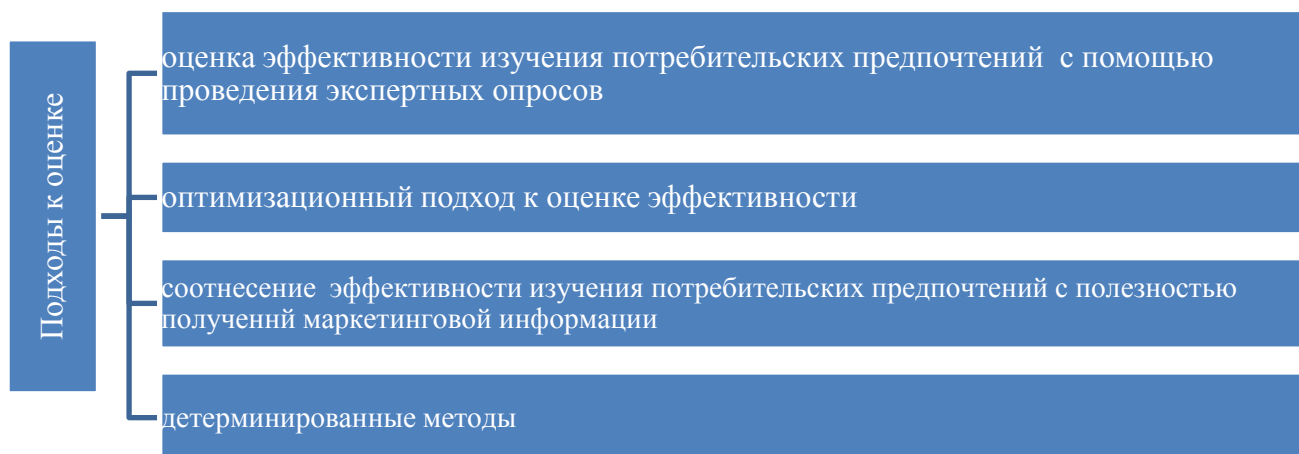 Подходы к оценке
оценка эффективности изучения потребительских предпочтений с помощью
проведения экспертных опросов
оптимизационный подход к оценке эффективности
соотнесение эффективности изучения потребительских предпочтений с полезностью
полученнй маркетинговой информации
детерминированные методы